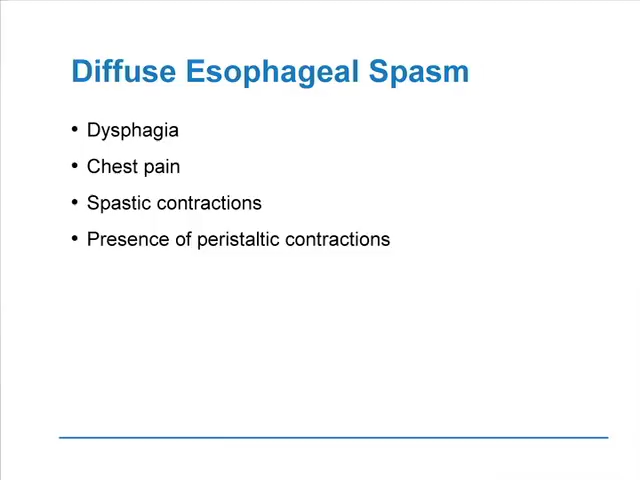 Diffuse Esophageal Spasm
• Dysphagia
• Chest pain
• Spastic contractions
• Presence of peristaltic contractions